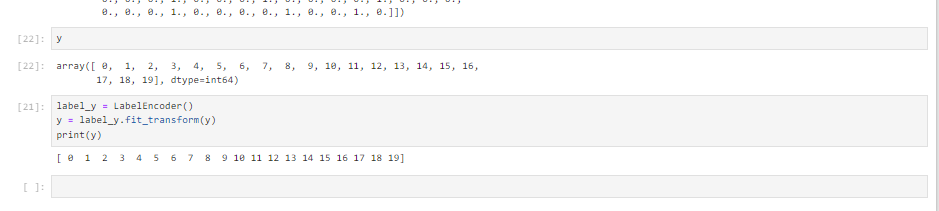 0., 0., 0., 1., 0., 0., 0., 0., 1., 0., 0., 1., 0.]])
[22]: y
[22]: array([ 0, 1, 2, 3, 4, 5, 6, 7, 8, 9, 10, 11, 12, 13, 14, 15, 16,
17, 18, 19], dtype=int64)
[21]: label_y = LabelEncoder()
y = label_y.fit_transform(y)
print(y)
[ 0 1 2 3 4 5 6 7 8 9 10 11 12 13 14 15 16 17 18 19]
[ ]: